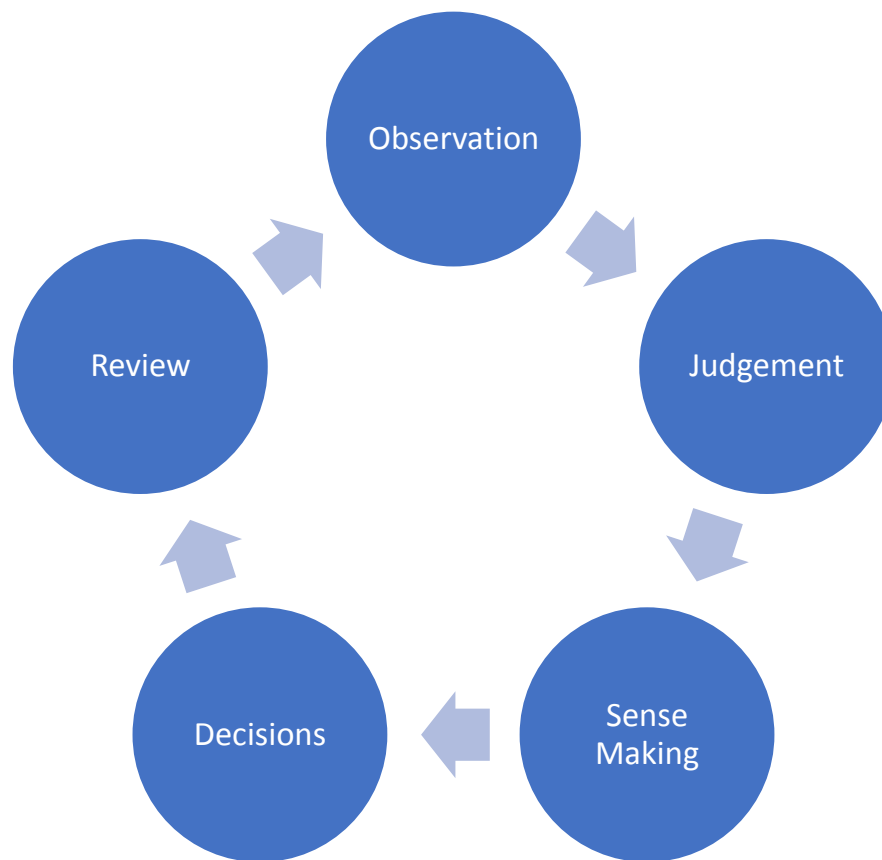 Observation
Judgement
Sense
Making
Decisions
Review